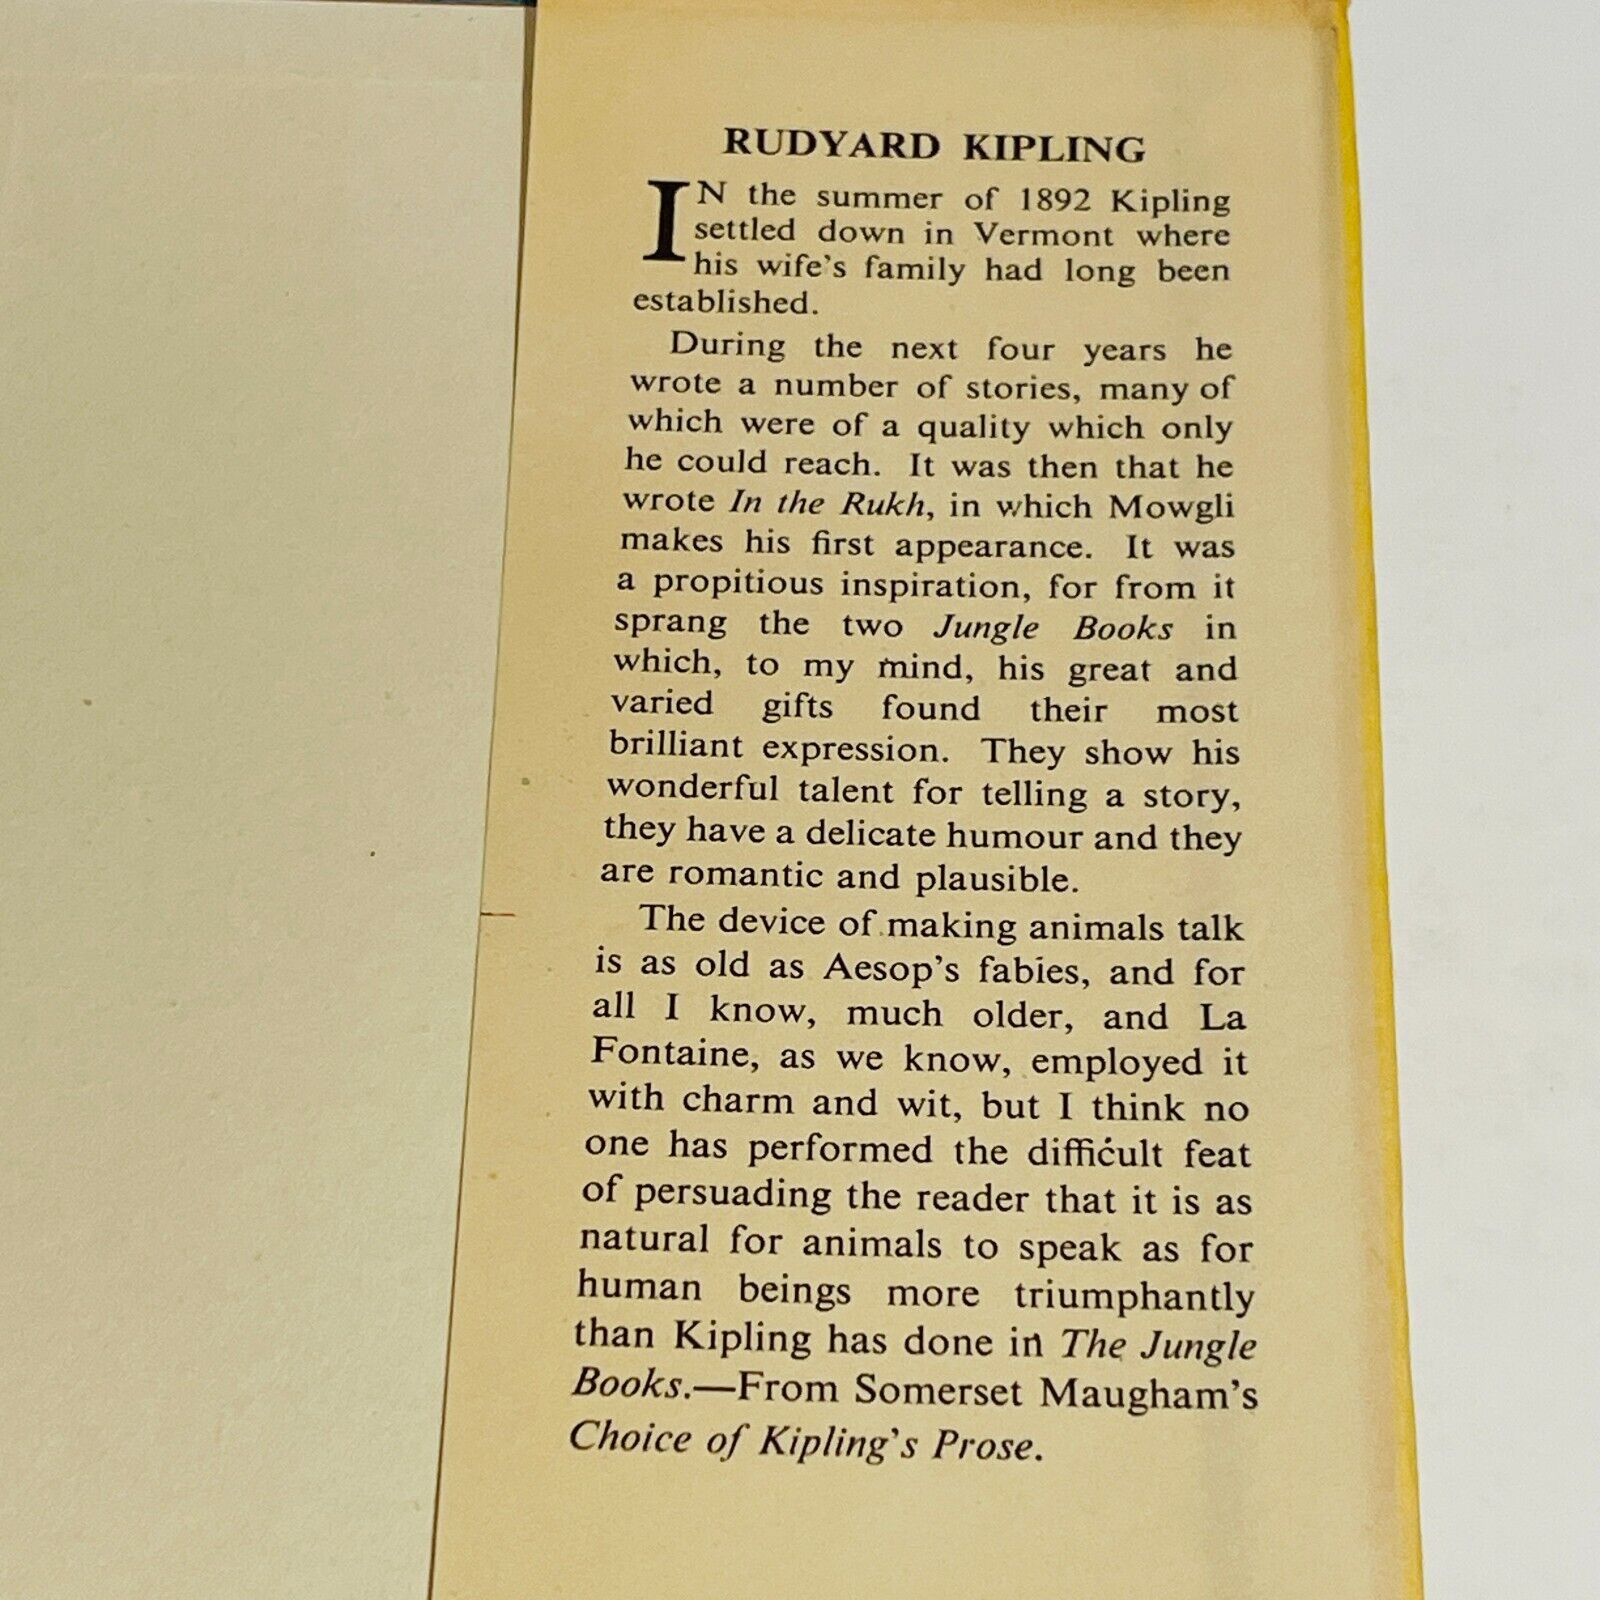 RUDYARD KIPLING
IN the summer of 1892 Kipling
settled down in Vermont where
his wife's family had long been
established.
During the next four years he
wrote a number of stories, many of
which were of a quality which only
he could reach. It was then that he
wrote In the Rukh, in which Mowgli
makes his first appearance. It was
a propitious inspiration, for from it
sprang the two Jungle Books in
which, to my mind, his great and
varied gifts found their most
brilliant expression. They show his
wonderful talent for telling a story,
they have a delicate humour and they
are romantic and plausible.
The device of making animals talk
is as old as Aesop's fables, and for
all I know, much older, and La
Fontaine, as we know, employed it
with charm and wit, but I think no
one has performed the difficult feat
of persuading the reader that it is as
natural for animals to speak as for
human beings more triumphantly
than Kipling has done in The Jungle
Books.—From Somerset Maugham's
Choice of Kipling's Prose.